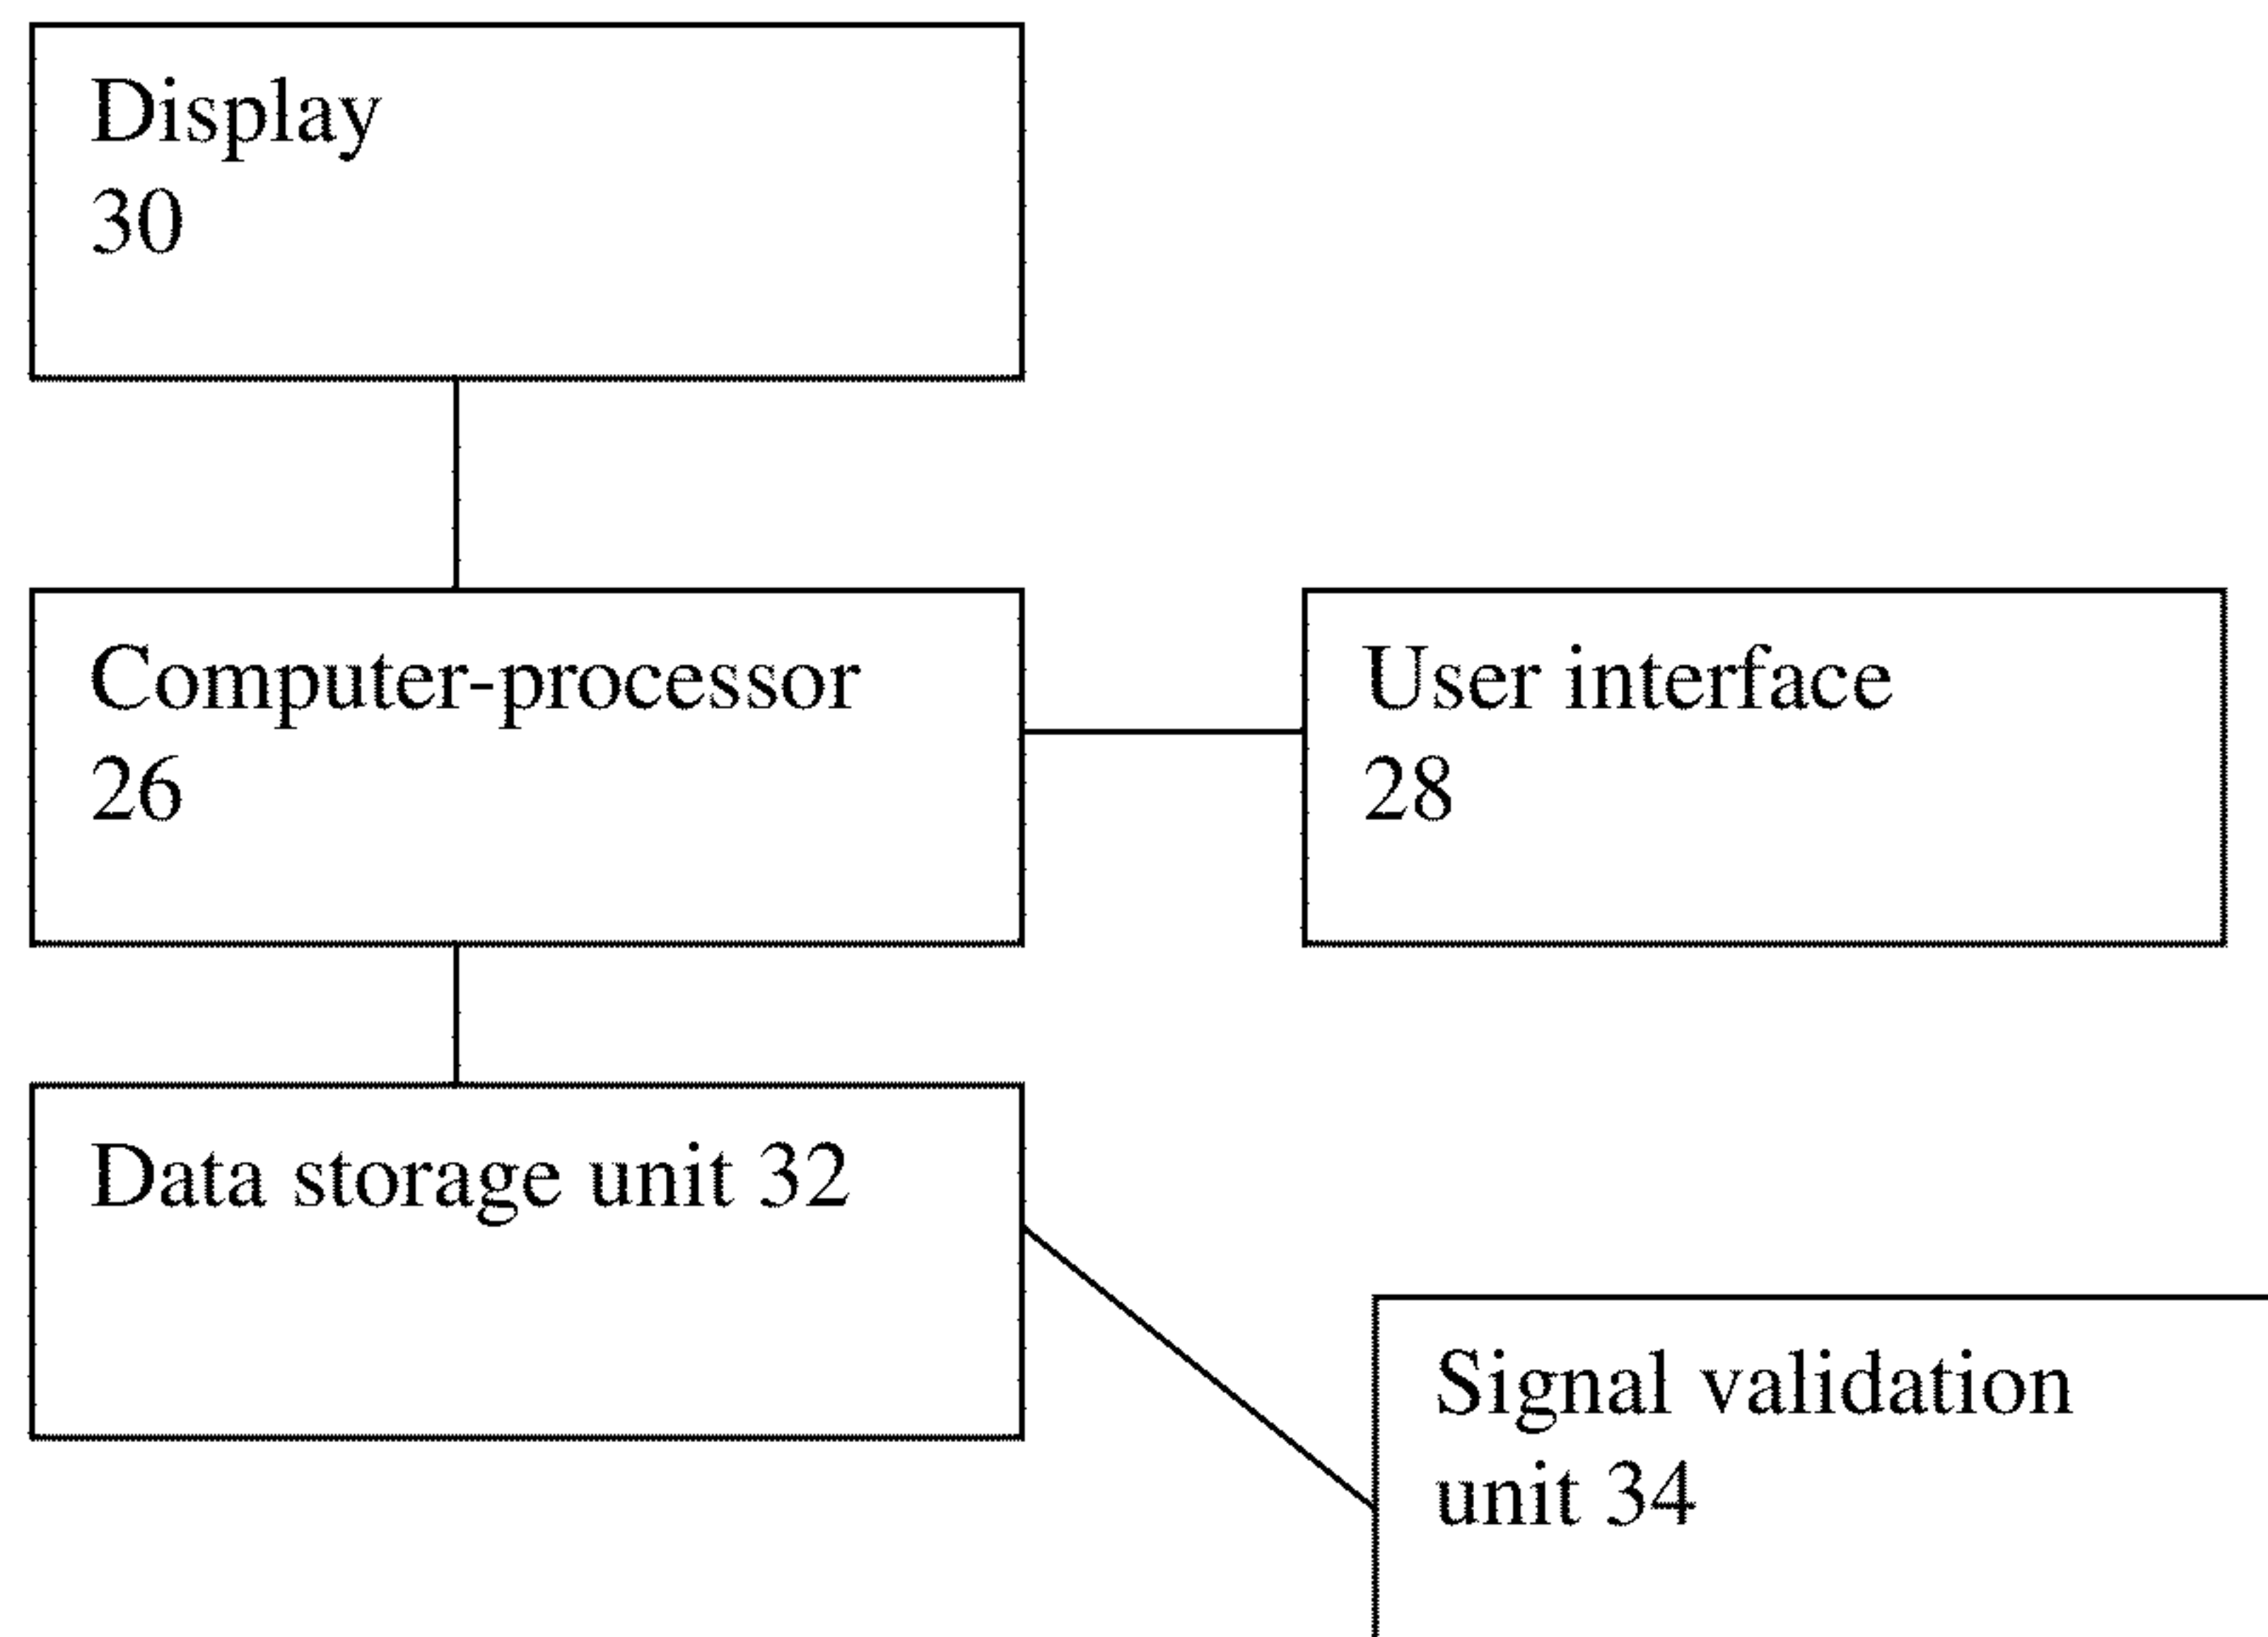 Display
30
Computer-processor
26
User interface
28
Data storage unit 32
Signal validation
unit 34